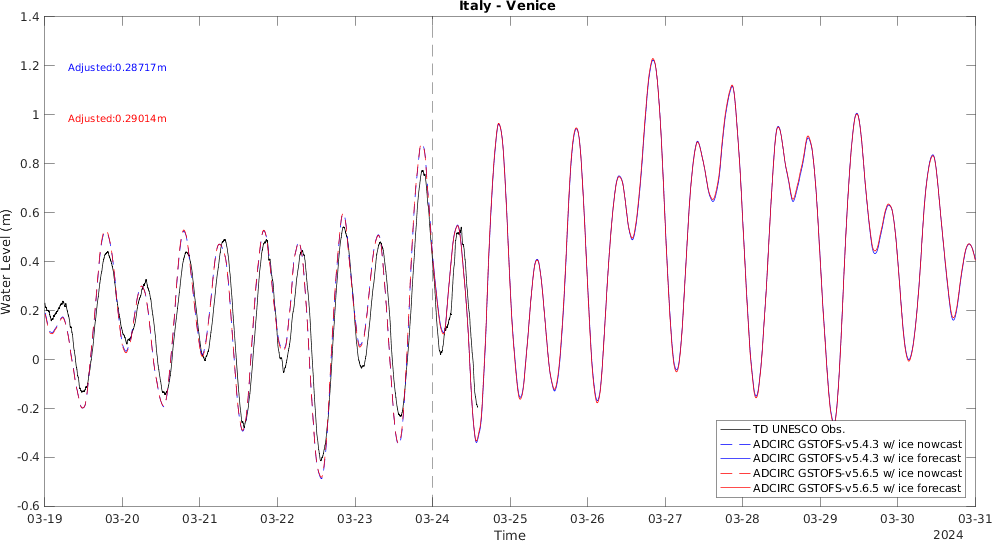 Italy - Venice
1.4
1.2
1
0.8
0.6
0.4
0.2
0
-0.2
-0.4
-0.6
Water Level (m)
Adjusted:0.28717m
Adjusted:0.29014m
TD UNESCO Obs.
ADCIRC GSTOFS-v5.4.3 w/ ice nowcast
ADCIRC GSTOFS-v5.4.3 w/ ice forecast
ADCIRC GSTOFS-v5.6.5 w/ ice nowcast
ADCIRC GSTOFS-v5.6.5 w/ ice forecast
03-19 03-20 03-21 03-22 03-23 03-24 03-25 03-26 03-27 03-28 03-29 03-30 03-31
Time
2024